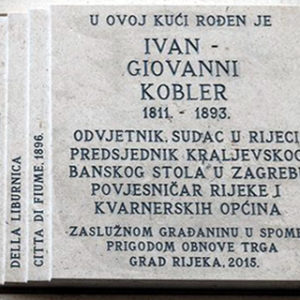 U OVOJ KUĆI ROĐEN JE
IVAN -
GIOVANNI
KOBLER
1811. - 1893.
ODVJETNIK, SUDAC U RIJECI
PREDSJEDNIK KRALJEVSKOG
BANSKOG STOLA U ZAGREBU
POVJESNIČAR RIJEKE I
KVARNERSKIH OPĆINA
ZASLUŽNOM GRAĐANINU U SPOMEN
PRIGODOM OBNOVE TRGA
GRAD RIJEKA, 2015.
DELLA LIBURNICA
CITTA DI FIUME, 1896.